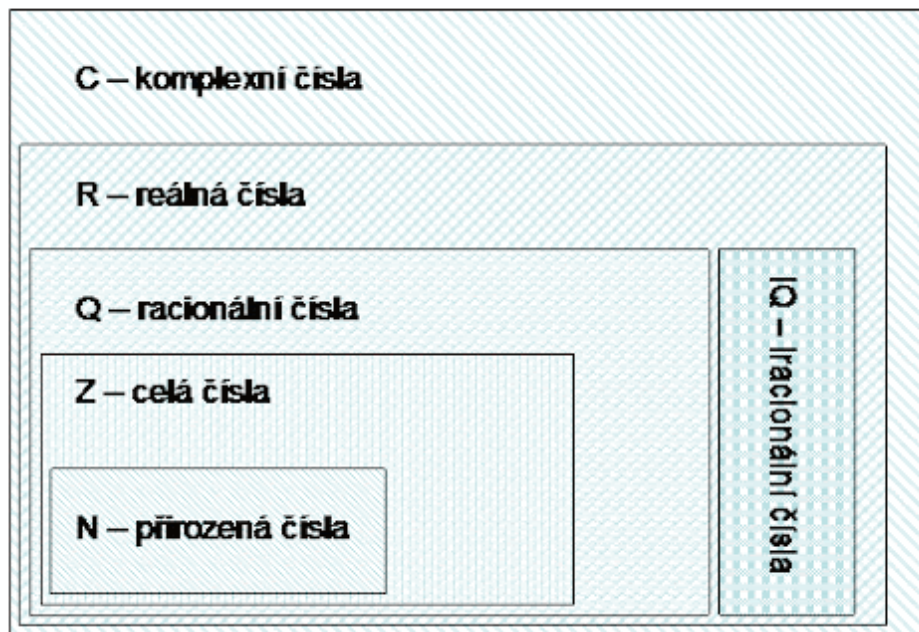 C – komplexní čísla
R – reálná čísla
Q – racionální čísla
Z – celá čísla
N – přirozená čísla
IQ – Iracionální čísla